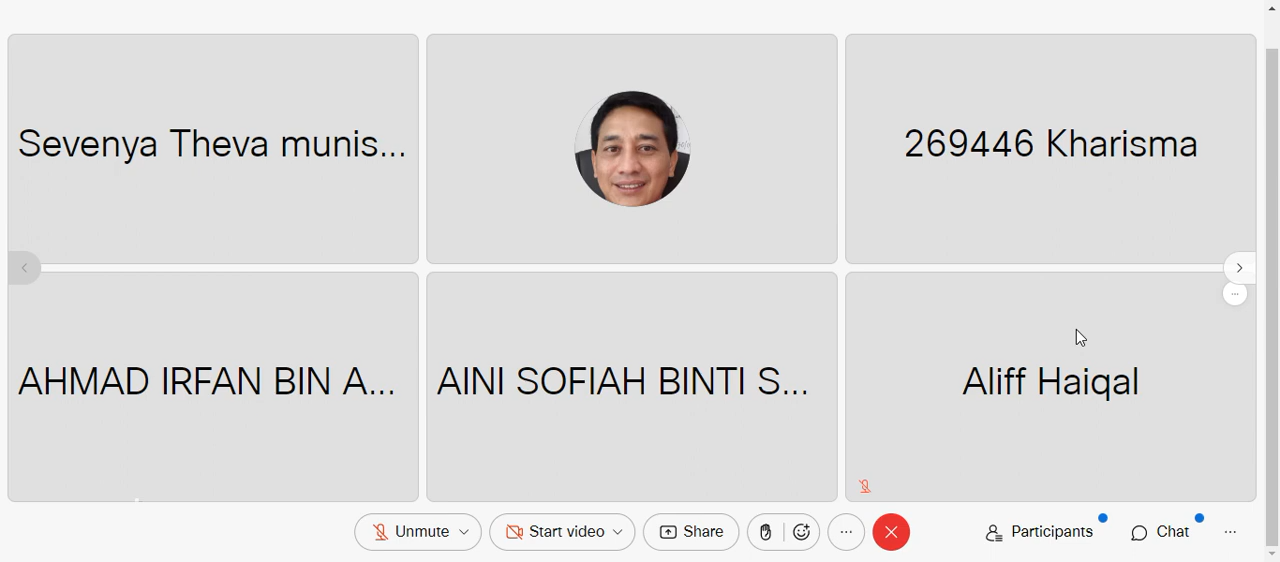 Sevenya Theva munis...
269446 Kharisma
AHMAD IRFAN BIN A...
AINI SOFIAH BINTI S...
Aliff Haiqal
Unmute
Start video
Share
Participants
Chat